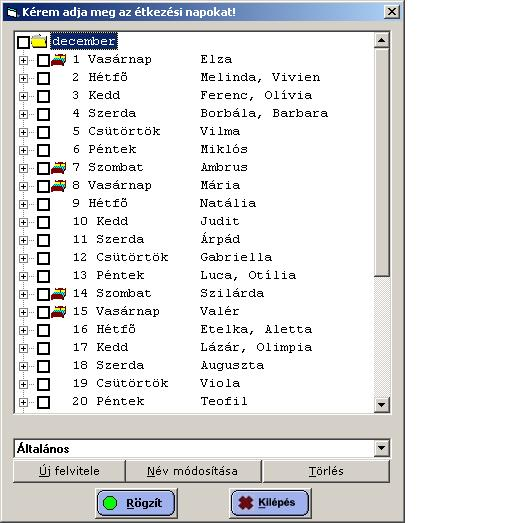 Kérem adja meg az étkezési napokat!
december
1 Vasárnap Elza
2 Hétfő Melinda, Vivien
3 Kedd Ferenc, Olívia
4 Szerda Borbála, Barbara
5 Csütörtök Vilma
6 Péntek Miklós
7 Szombat Ambrus
8 Vasárnap Mária
9 Hétfő Natália
10 Kedd Judit
11 Szerda Árpád
12 Csütörtök Gabriella
13 Péntek Luca, Otília
14 Szombat Szilárda
15 Vasárnap Valér
16 Hétfő Etelka, Aletta
17 Kedd Lázár, Olimpia
18 Szerda Auguszta
19 Csütörtök Viola
20 Péntek Teofil
Általános
Új felvitele Név módosítása Törlés
Rögzít Kilépés